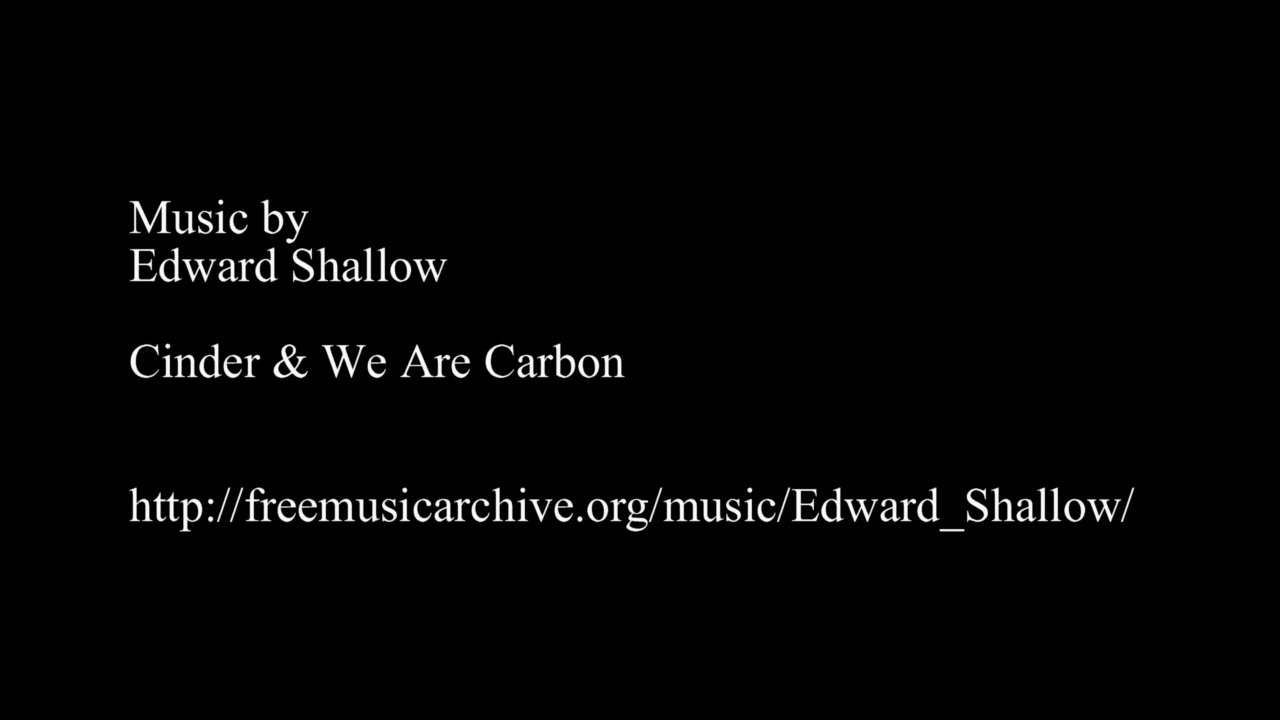 Music by
Edward Shallow
Cinder & We Are Carbon
http://freemusicarchive.org/music/Edward_Shallow/